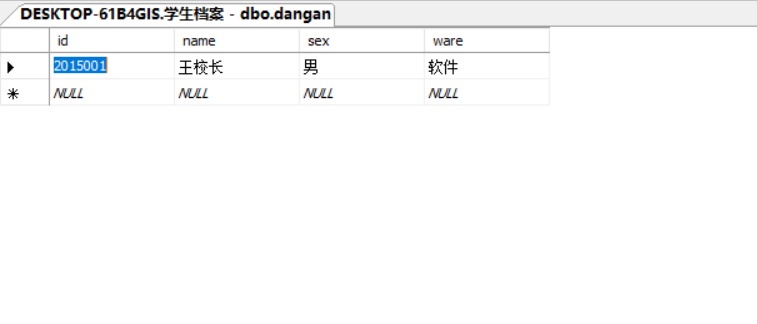 DESKTOP-61B4GIS.学生档案 - dbo.dangan
id name sex ware
2015001 王校长 男 软件
NULL NULL NULL NULL